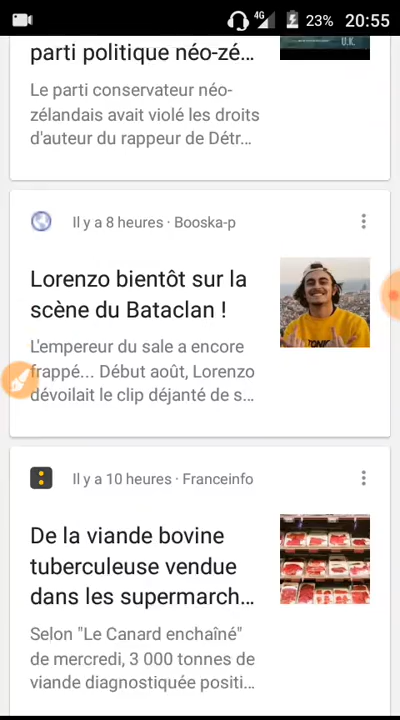 4G 23% 20:55
parti politique néo-zé...
U.K.
Le parti conservateur néo-
zélandais avait violé les droits
d'auteur du rappeur de Détr...
Il y a 8 heures · Booska-p
Lorenzo bientôt sur la
scène du Bataclan !
L'empereur du sale a encore
frappé... Début août, Lorenzo
dévoilait le clip déjanté de s...
Il y a 10 heures · Franceinfo
De la viande bovine
tuberculeuse vendue
dans les supermarch...
Selon "Le Canard enchaîné"
de mercredi, 3 000 tonnes de
viande diagnostiquée positi...